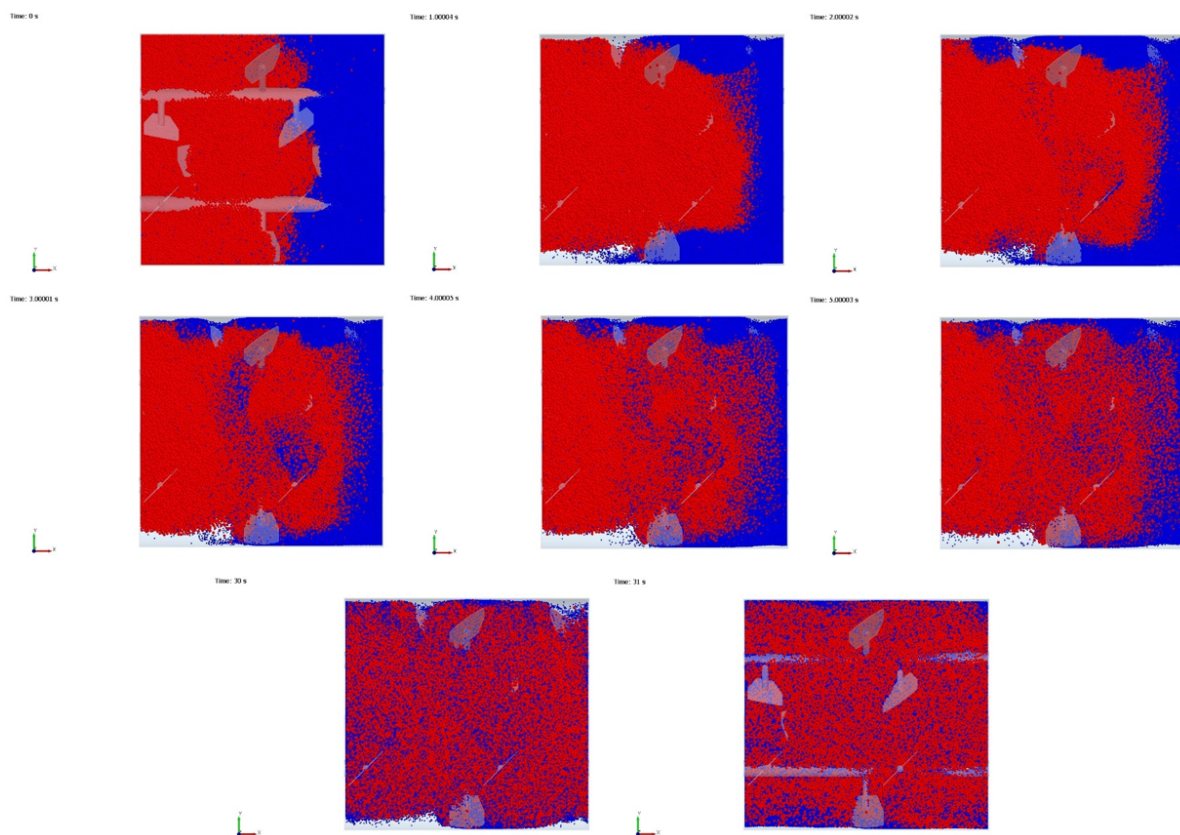 Time: 0 s
Time: 1.00004 s
Time: 2.00002 s
Time: 3.00001 s
Time: 4.00005 s
Time: 5.00003 s
Time: 30 s
Time: 31 s